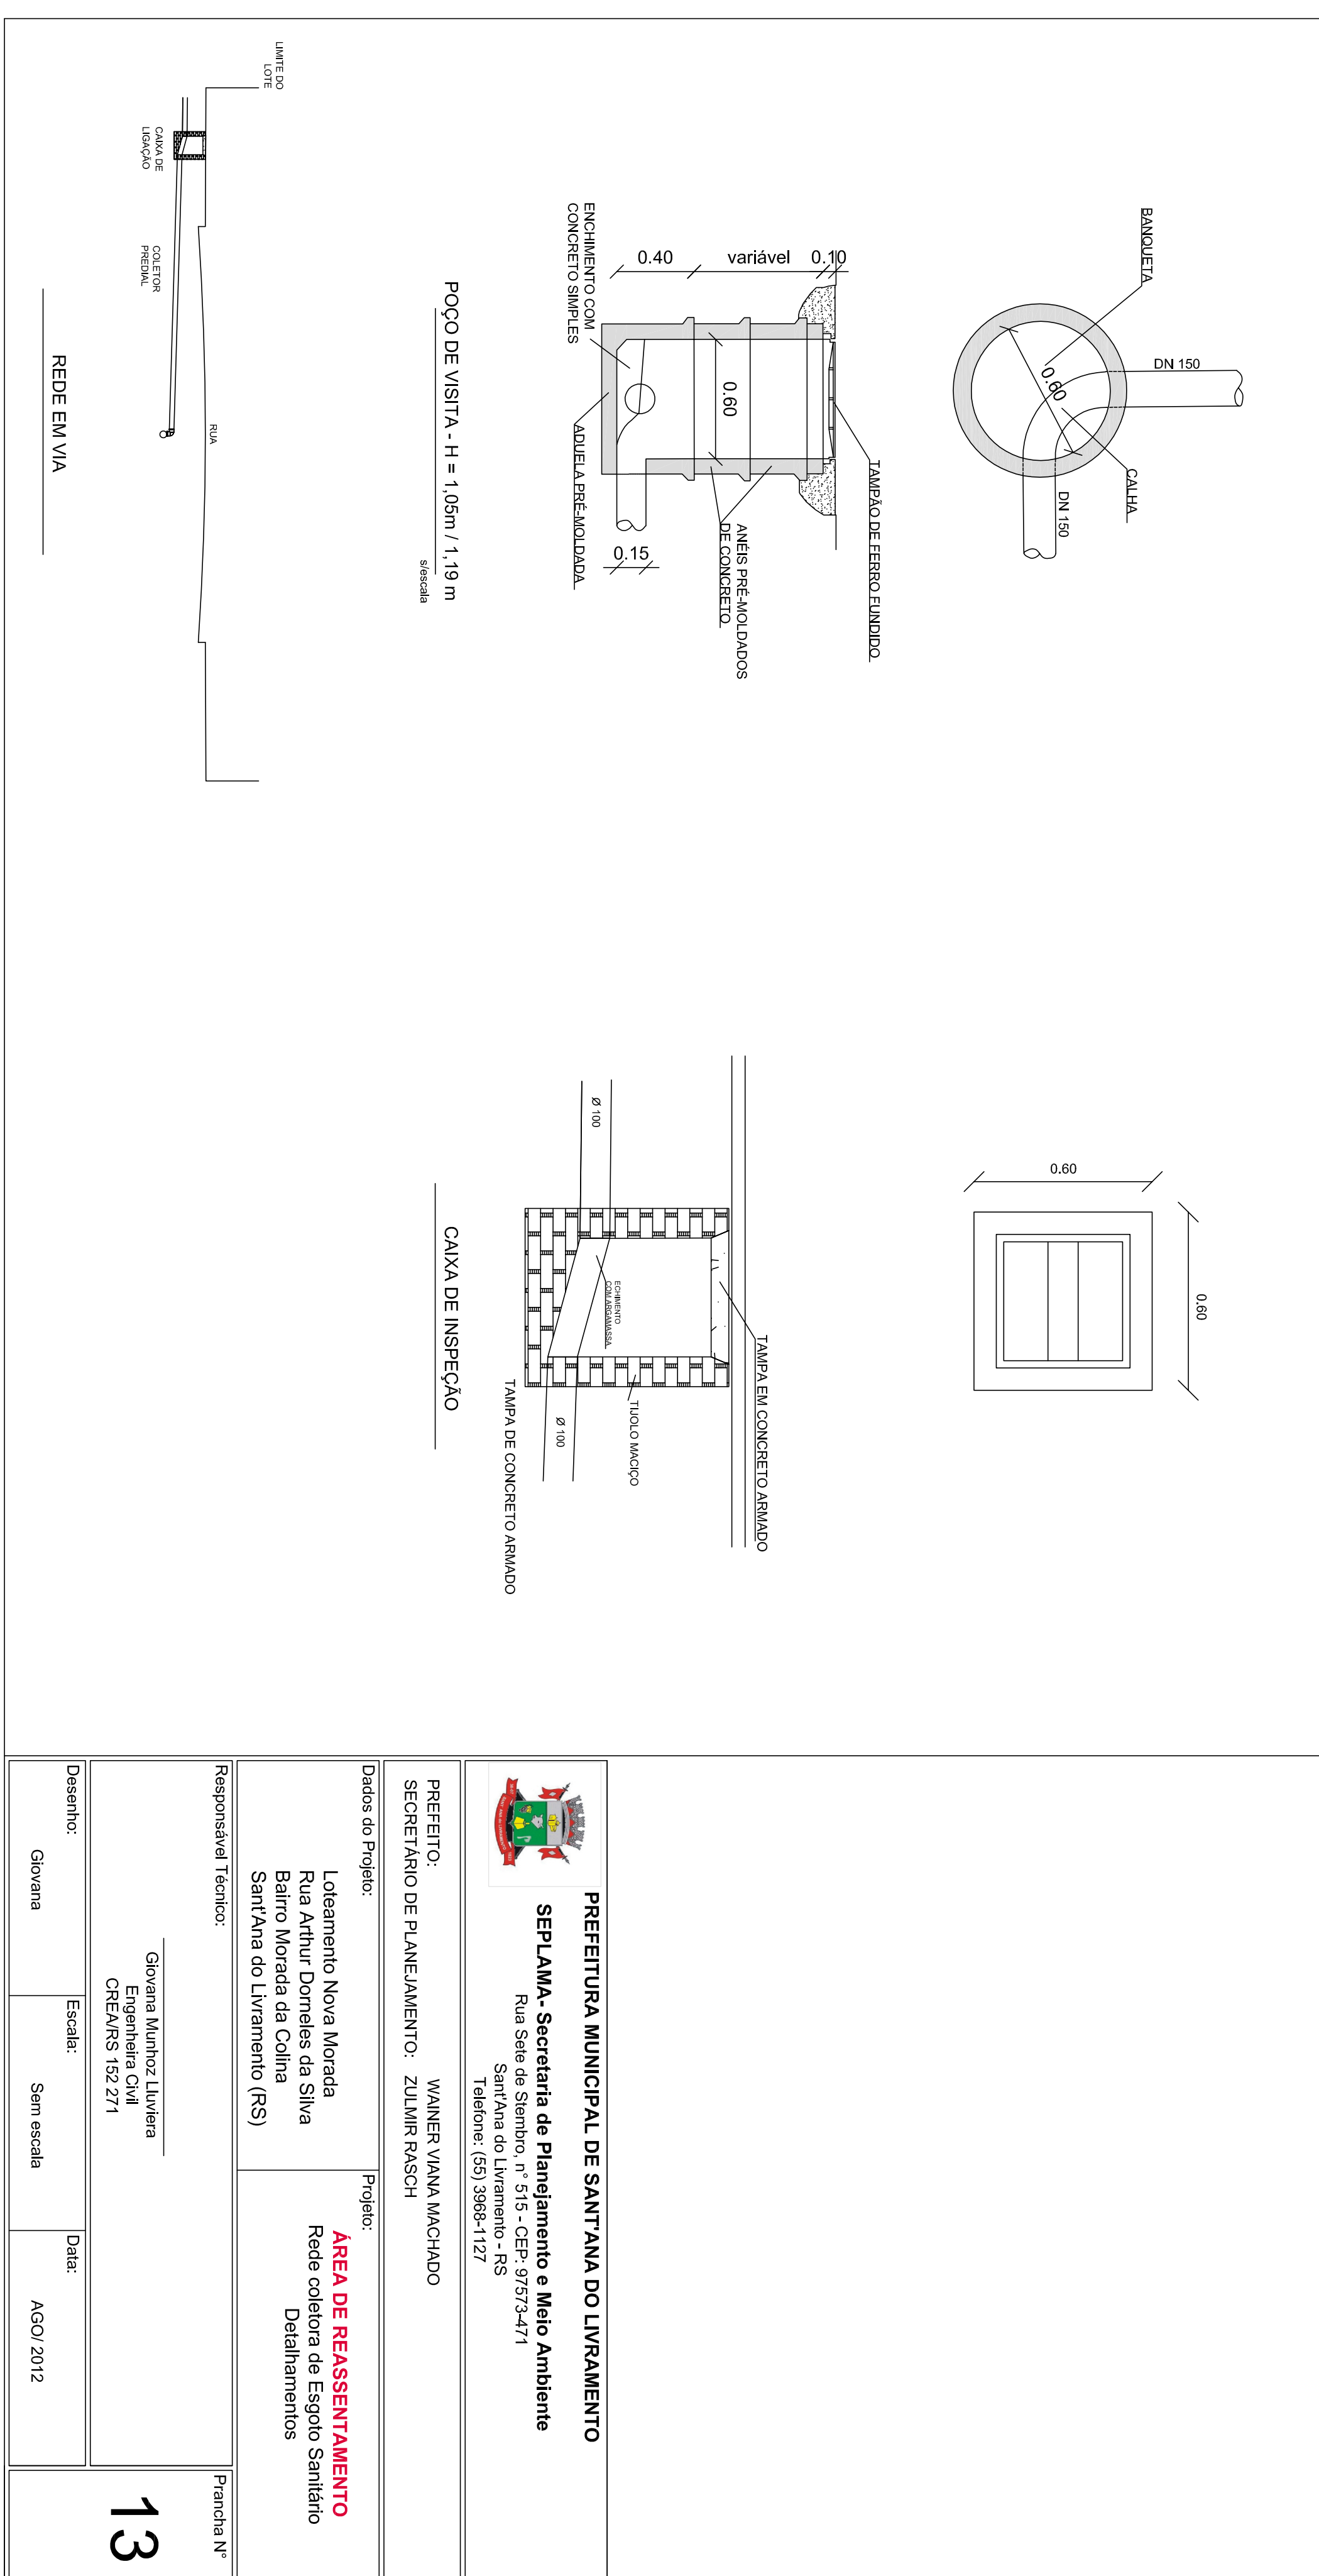 BANQUETA
DN 150
0.60
CALHA
DN 150
ENCHIMENTO COM
CONCRETO SIMPLES
0.40
variável
0.10
0.60
0.15
TAMPÃO DE FERRO FUNDIDO
ANÉIS PRÉ-MOLDADOS
DE CONCRETO
ADUELA PRÉ-MOLDADA
POÇO DE VISITA - H = 1,05m / 1,19 m
s/escala
LIMITE DO
LOTE
CAIXA DE
LIGAÇÃO
COLETOR
PREDIAL
RUA
REDE EM VIA
0.60
0.60
TAMPA EM CONCRETO ARMADO
Ø 100
ECHIMENTO
COM ARGAMASSA
TIJOLO MACIÇO
Ø 100
TAMPA DE CONCRETO ARMADO
CAIXA DE INSPEÇÃO
PREFEITURA MUNICIPAL DE SANT'ANA DO LIVRAMENTO
SEPLAMA- Secretaria de Planejamento e Meio Ambiente
Rua Sete de Stembro, n° 515 - CEP: 97573-471
Sant'Ana do Livramento - RS
Telefone: (55) 3968-1127
PREFEITO: WAINER VIANA MACHADO
SECRETÁRIO DE PLANEJAMENTO: ZULMIR RASCH
Dados do Projeto:
Loteamento Nova Morada
Rua Arthur Dorneles da Silva
Bairro Morada da Colina
Sant'Ana do Livramento (RS)
Projeto:
ÁREA DE REASSENTAMENTO
Rede coletora de Esgoto Sanitário
Detalhamentos
Responsável Técnico:
Giovana Munhoz Lluviera
Engenheira Civil
CREA/RS 152 271
Prancha N°
13
Desenho:
Giovana
Escala:
Sem escala
Data:
AGO/ 2012